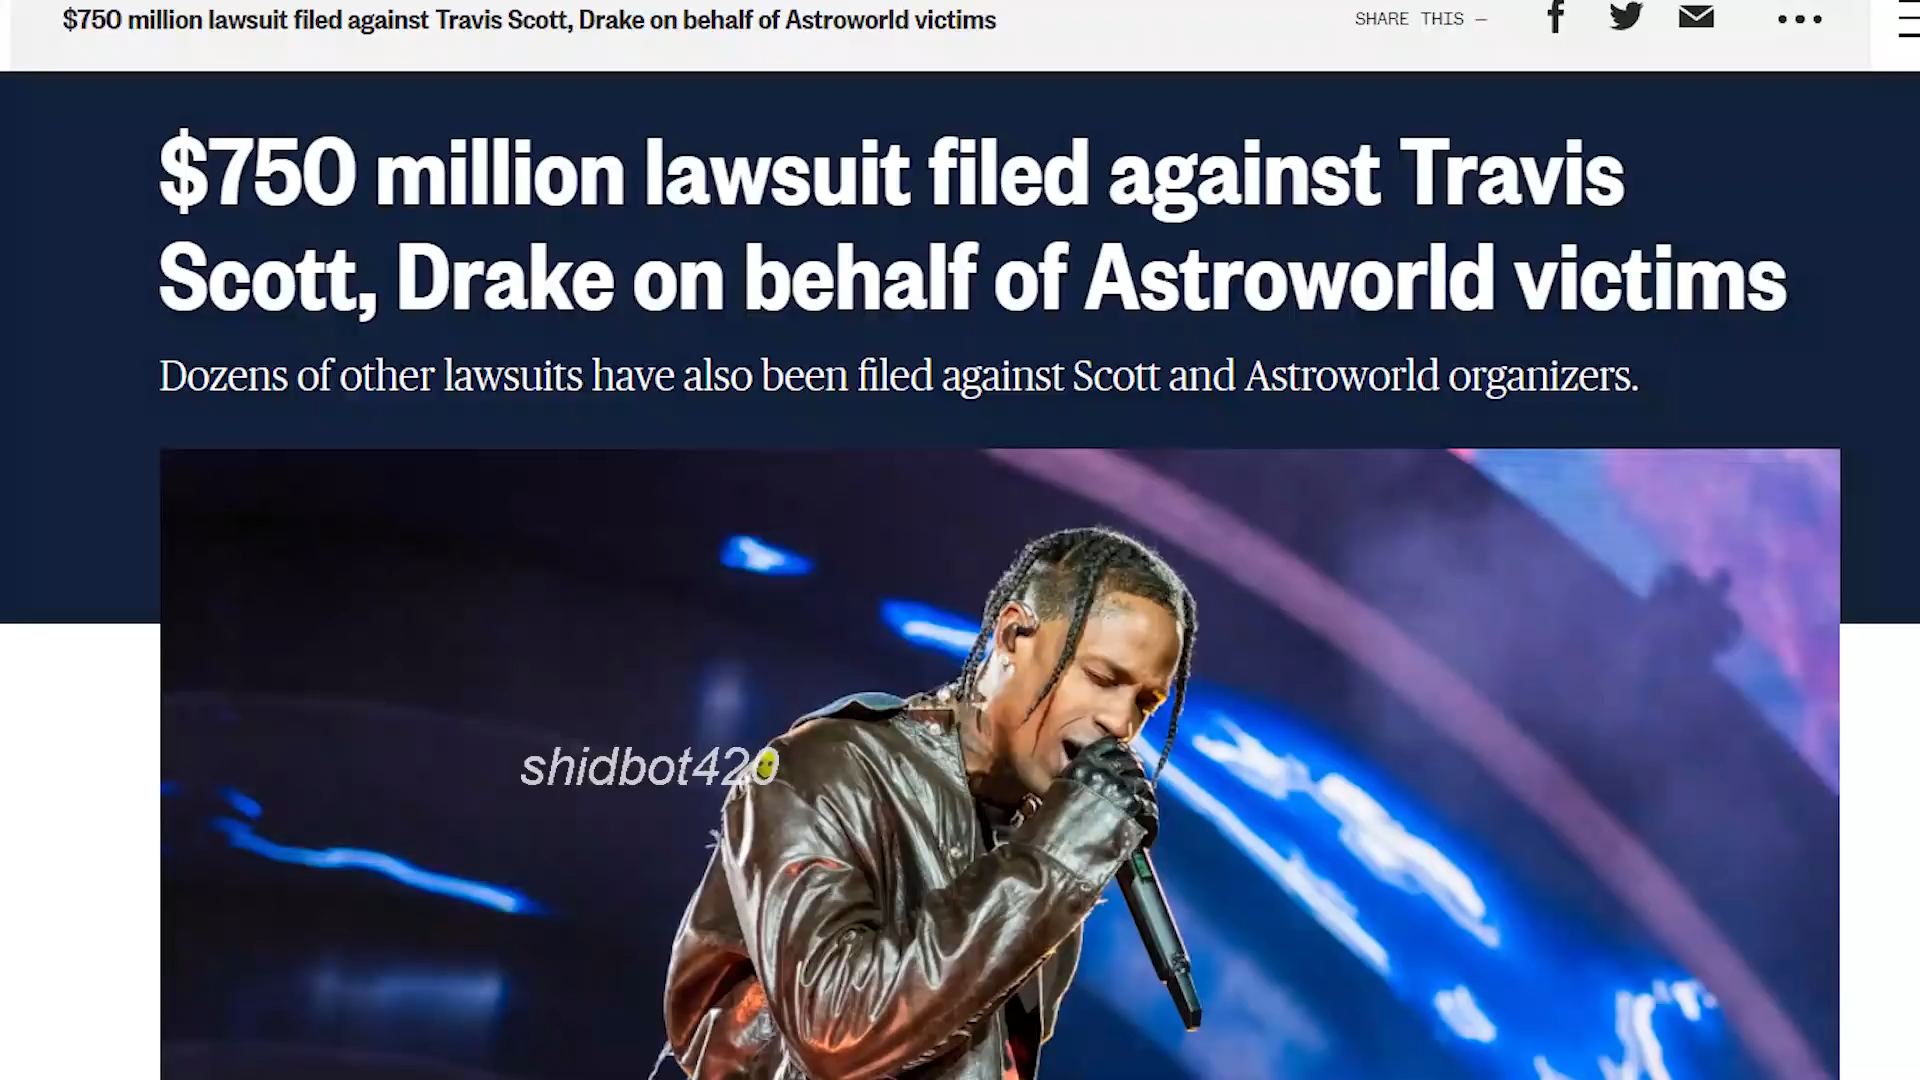 $750 million lawsuit filed against Travis Scott, Drake on behalf of Astroworld victims
SHARE THIS —
$750 million lawsuit filed against Travis
Scott, Drake on behalf of Astroworld victims
Dozens of other lawsuits have also been filed against Scott and Astroworld organizers.
shidbot420